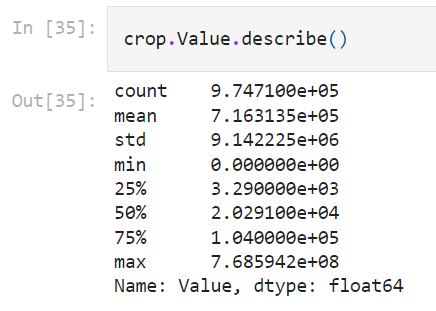 In [35]: crop.Value.describe()
Out[35]: count    9.747100e+05
mean     7.163135e+05
std      9.142225e+06
min      0.000000e+00
25%      3.290000e+03
50%      2.029100e+04
75%      1.040000e+05
max      7.685942e+08
Name: Value, dtype: float64